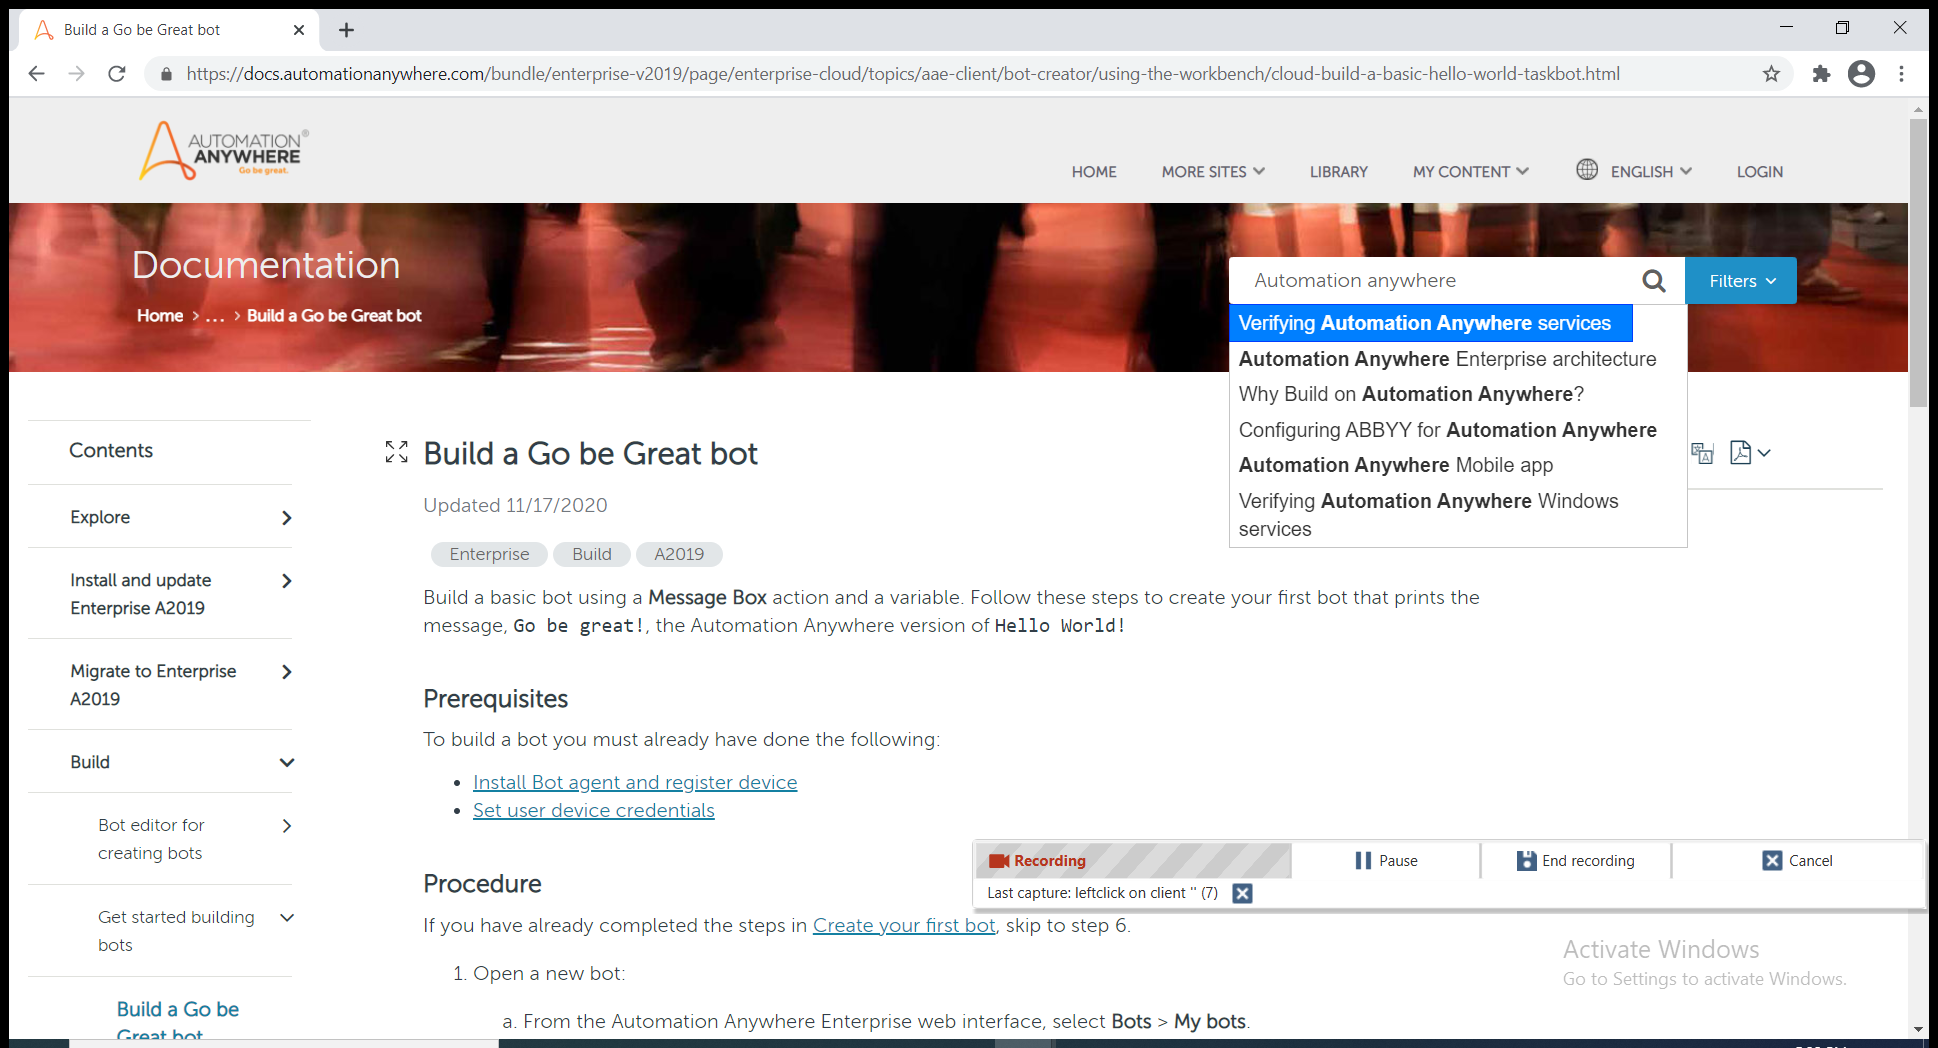 Build a Go be Great bot
https://docs.automationanywhere.com/bundle/enterprise-v2019/page/enterprise-cloud/topics/aae-client/bot-creator/using-the-workbench/cloud-build-a-basic-hello-world-taskbot.html
AUTOMATION®
ANYWHERE
Go be great.
HOME MORE SITES LIBRARY MY CONTENT ENGLISH LOGIN
Documentation
Home > ... > Build a Go be Great bot
Automation anywhere
Filters
Verifying Automation Anywhere services
Automation Anywhere Enterprise architecture
Why Build on Automation Anywhere?
Configuring ABBYY for Automation Anywhere
Automation Anywhere Mobile app
Verifying Automation Anywhere Windows
services
Contents
Explore
Install and update
Enterprise A2019
Migrate to Enterprise
A2019
Build
Bot editor for
creating bots
Get started building
bots
Build a Go be
Great bot
Build a Go be Great bot
Updated 11/17/2020
Enterprise Build A2019
Build a basic bot using a Message Box action and a variable. Follow these steps to create your first bot that prints the
message, Go be great!, the Automation Anywhere version of Hello World!
Prerequisites
To build a bot you must already have done the following:
• Install Bot agent and register device
• Set user device credentials
Procedure
If you have already completed the steps in Create your first bot, skip to step 6.
1. Open a new bot:
a. From the Automation Anywhere Enterprise web interface, select Bots > My bots.
Recording Pause End recording Cancel
Last capture: leftclick on client '' (7)
Activate Windows
Go to Settings to activate Windows.